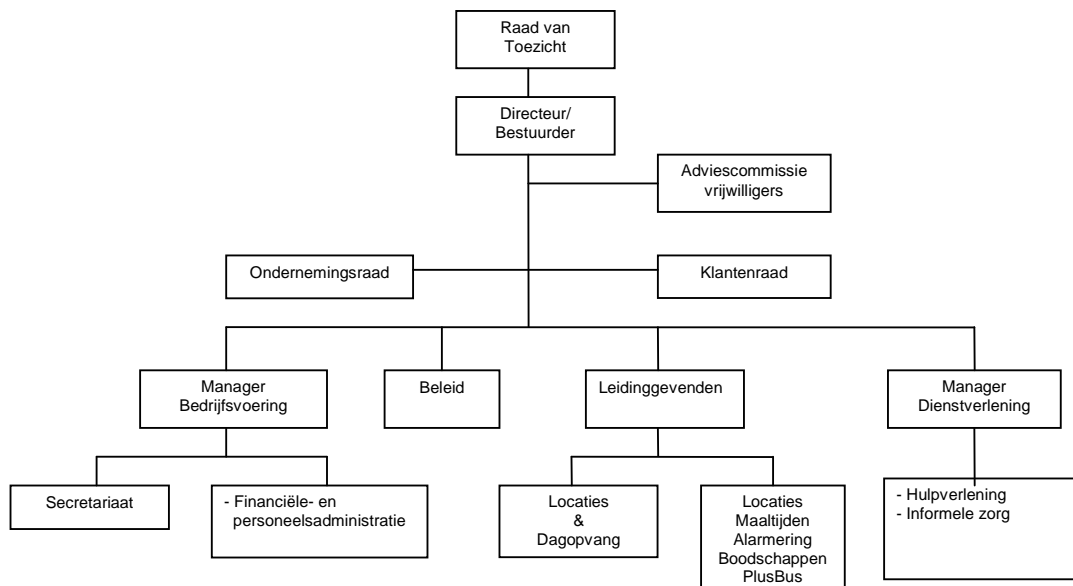 Raad van
Toezicht
Directeur/
Bestuurder
Adviescommissie
vrijwilligers
Ondernemingsraad
Klantenraad
Manager
Bedrijfsvoering
Beleid
Leidinggevenden
Manager
Dienstverlening
Secretariaat
- Financiële- en
personeelsadministratie
Locaties
&
Dagopvang
Locaties
Maaltijden
Alarmering
Boodschappen
PlusBus
- Hulpverlening
- Informele zorg